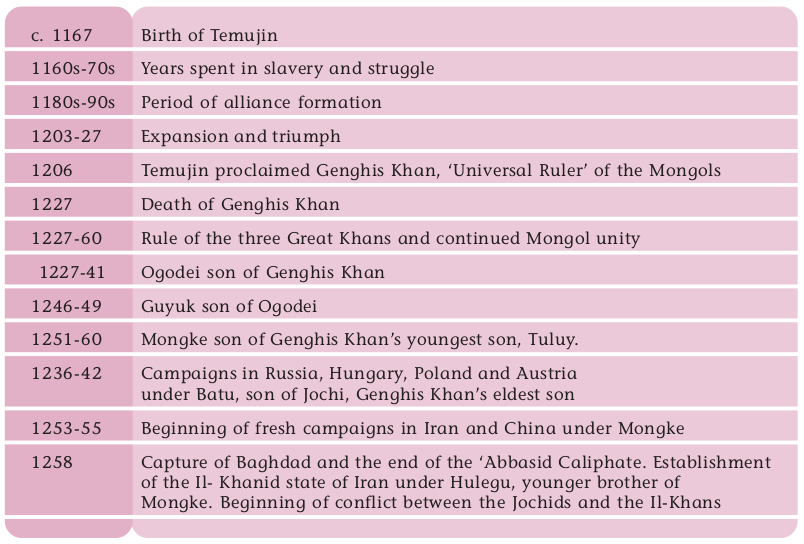 c. 1167 Birth of Temujin
1160s-70s Years spent in slavery and struggle
1180s-90s Period of alliance formation
1203-27 Expansion and triumph
1206 Temujin proclaimed Genghis Khan, ‘Universal Ruler’ of the Mongols
1227 Death of Genghis Khan
1227-60 Rule of the three Great Khans and continued Mongol unity
1227-41 Ogodei son of Genghis Khan
1246-49 Guyuk son of Ogodei
1251-60 Mongke son of Genghis Khan’s youngest son, Tuluy.
1236-42 Campaigns in Russia, Hungary, Poland and Austria
under Batu, son of Jochi, Genghis Khan’s eldest son
1253-55 Beginning of fresh campaigns in Iran and China under Mongke
1258 Capture of Baghdad and the end of the ‘Abbasid Caliphate. Establishment
of the Il- Khanid state of Iran under Hulegu, younger brother of
Mongke. Beginning of conflict between the Jochids and the Il-Khans